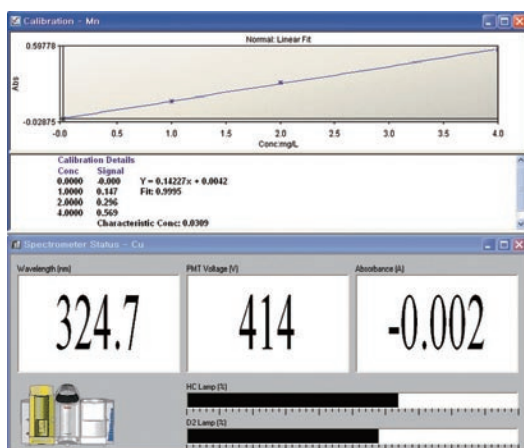 Calibration - Mn
Normal: Linear Fit
0.59778
Abs
-0.02875
-0.0 0.5 1.0 1.5 2.0 2.5 3.0 3.5 4.0
Conc:mg/L
Calibration Details
Conc Signal
0.0000 -0.000 Y = 0.14227x + 0.0042
1.0000 0.147 Fit: 0.9995
2.0000 0.296
4.0000 0.569
Characteristic Conc: 0.0309
Spectrometer Status - Cu
Wavelength (nm) PMT Voltage (V) Absorbance (A)
324.7 414 -0.002
HC Lamp (%)
D2 Lamp (%)